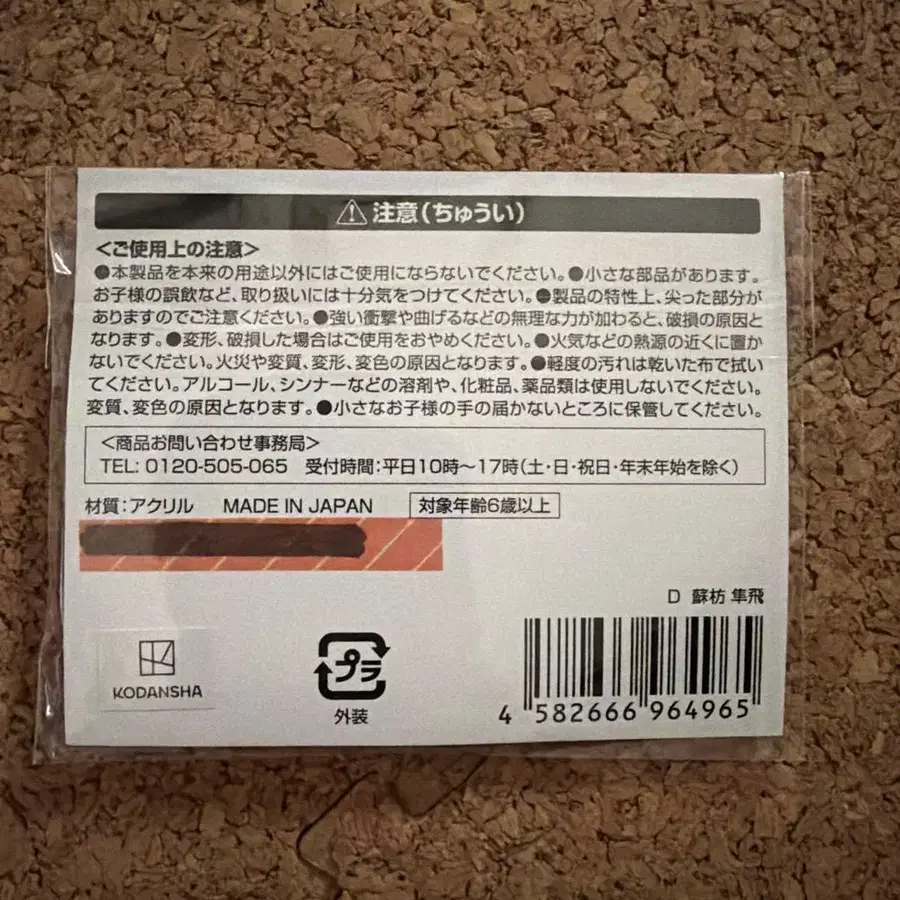 注意(ちゅうい)
<ご使用上の注意>
●本製品を本来の用途以外にはご使用にならないでください。●小さな部品があります。
お子様の誤飲など、取り扱いには十分気をつけてください。●製品の特性上、尖った部分が
ありますのでご注意ください。●強い衝撃や曲げるなどの無理な力が加わると、破損の原因と
なります。●変形、破損した場合はご使用をおやめください。●火気などの熱源の近くに置か
ないでください。火災や変質、変形、変色の原因となります。●軽度の汚れは乾いた布で拭い
てください。アルコール、シンナーなどの溶剤や、化粧品、薬品類は使用しないでください。
変質、変色の原因となります。●小さなお子様の手の届かないところに保管してください。
<商品お問い合わせ事務局>
TEL: 0120-505-065 受付時間:平日10時〜17時(土・日・祝日・年末年始を除く)
材質:アクリル MADE IN JAPAN 対象年齢6歳以上
D 蘇枋 隼飛
KODANSHA
プラ
外装
4 582666 964965